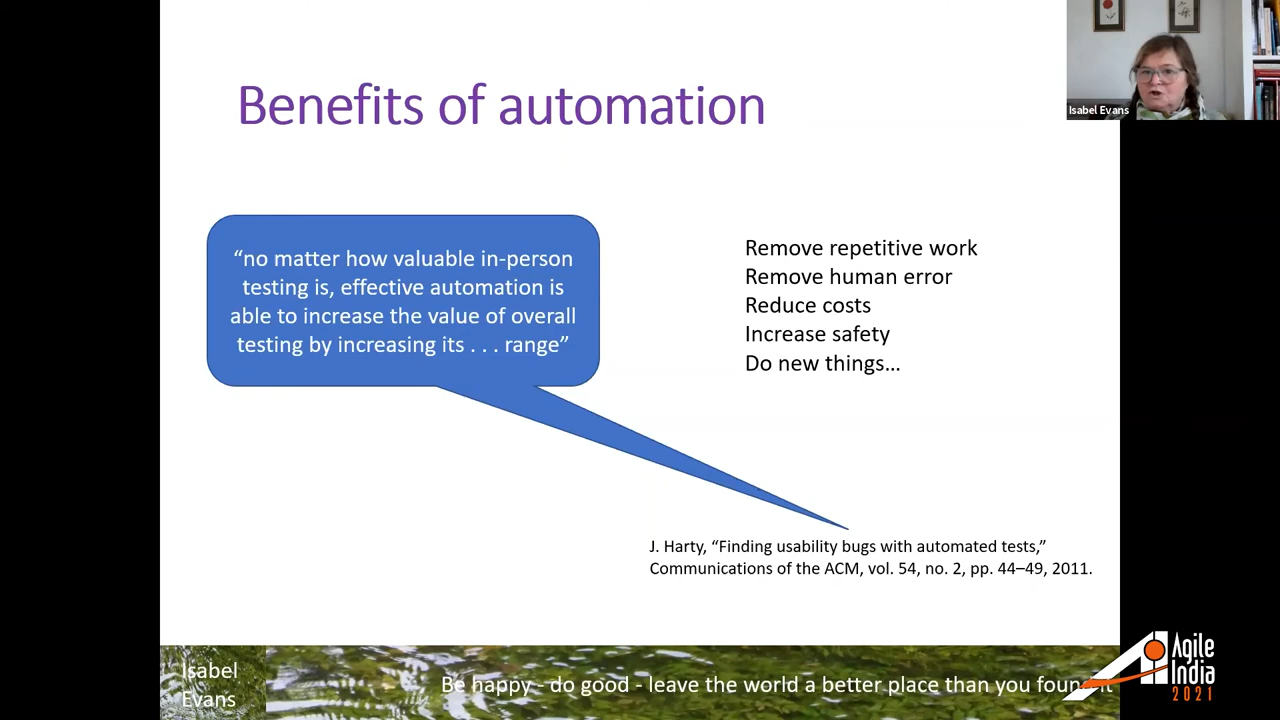 Benefits of automation
Isabel Evans
“no matter how valuable in-person
testing is, effective automation is
able to increase the value of overall
testing by increasing its . . . range”
Remove repetitive work
Remove human error
Reduce costs
Increase safety
Do new things…
J. Harty, “Finding usability bugs with automated tests,”
Communications of the ACM, vol. 54, no. 2, pp. 44–49, 2011.
Isabel
Evans
Be happy - do good - leave the world a better place than you found it
Agile
India
2021